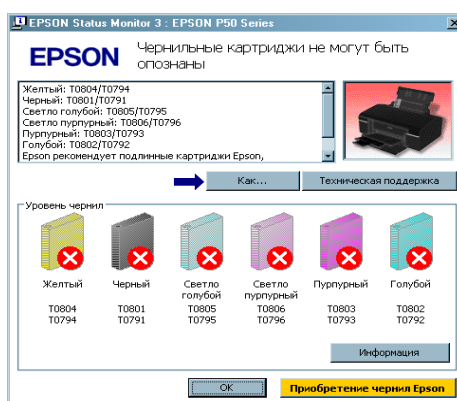 EPSON Status Monitor 3 : EPSON P50 Series
EPSON
Чернильные картриджи не могут быть
опознаны
Желтый: T0804/T0794
Черный: T0801/T0791
Светло голубой: T0805/T0795
Светло пурпурный: T0806/T0796
Пурпурный: T0803/T0793
Голубой: T0802/T0792
Epson рекомендует подлинные картриджи Epson,
Как... Техническая поддержка
Уровень чернил
Желтый Черный Светло голубой Светло пурпурный Пурпурный Голубой
T0804 T0801 T0805 T0806 T0803 T0802
T0794 T0791 T0795 T0796 T0793 T0792
Информация
OK Приобретение чернил Epson